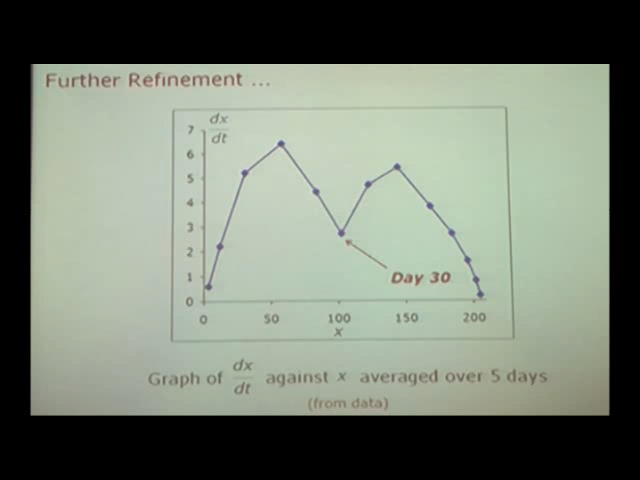 Further Refinement ...
dx
dt
7
6
5
4
3
2
1
0
Day 30
0 50 100 150 200
x
Graph of dx/dt against x averaged over 5 days
(from data)